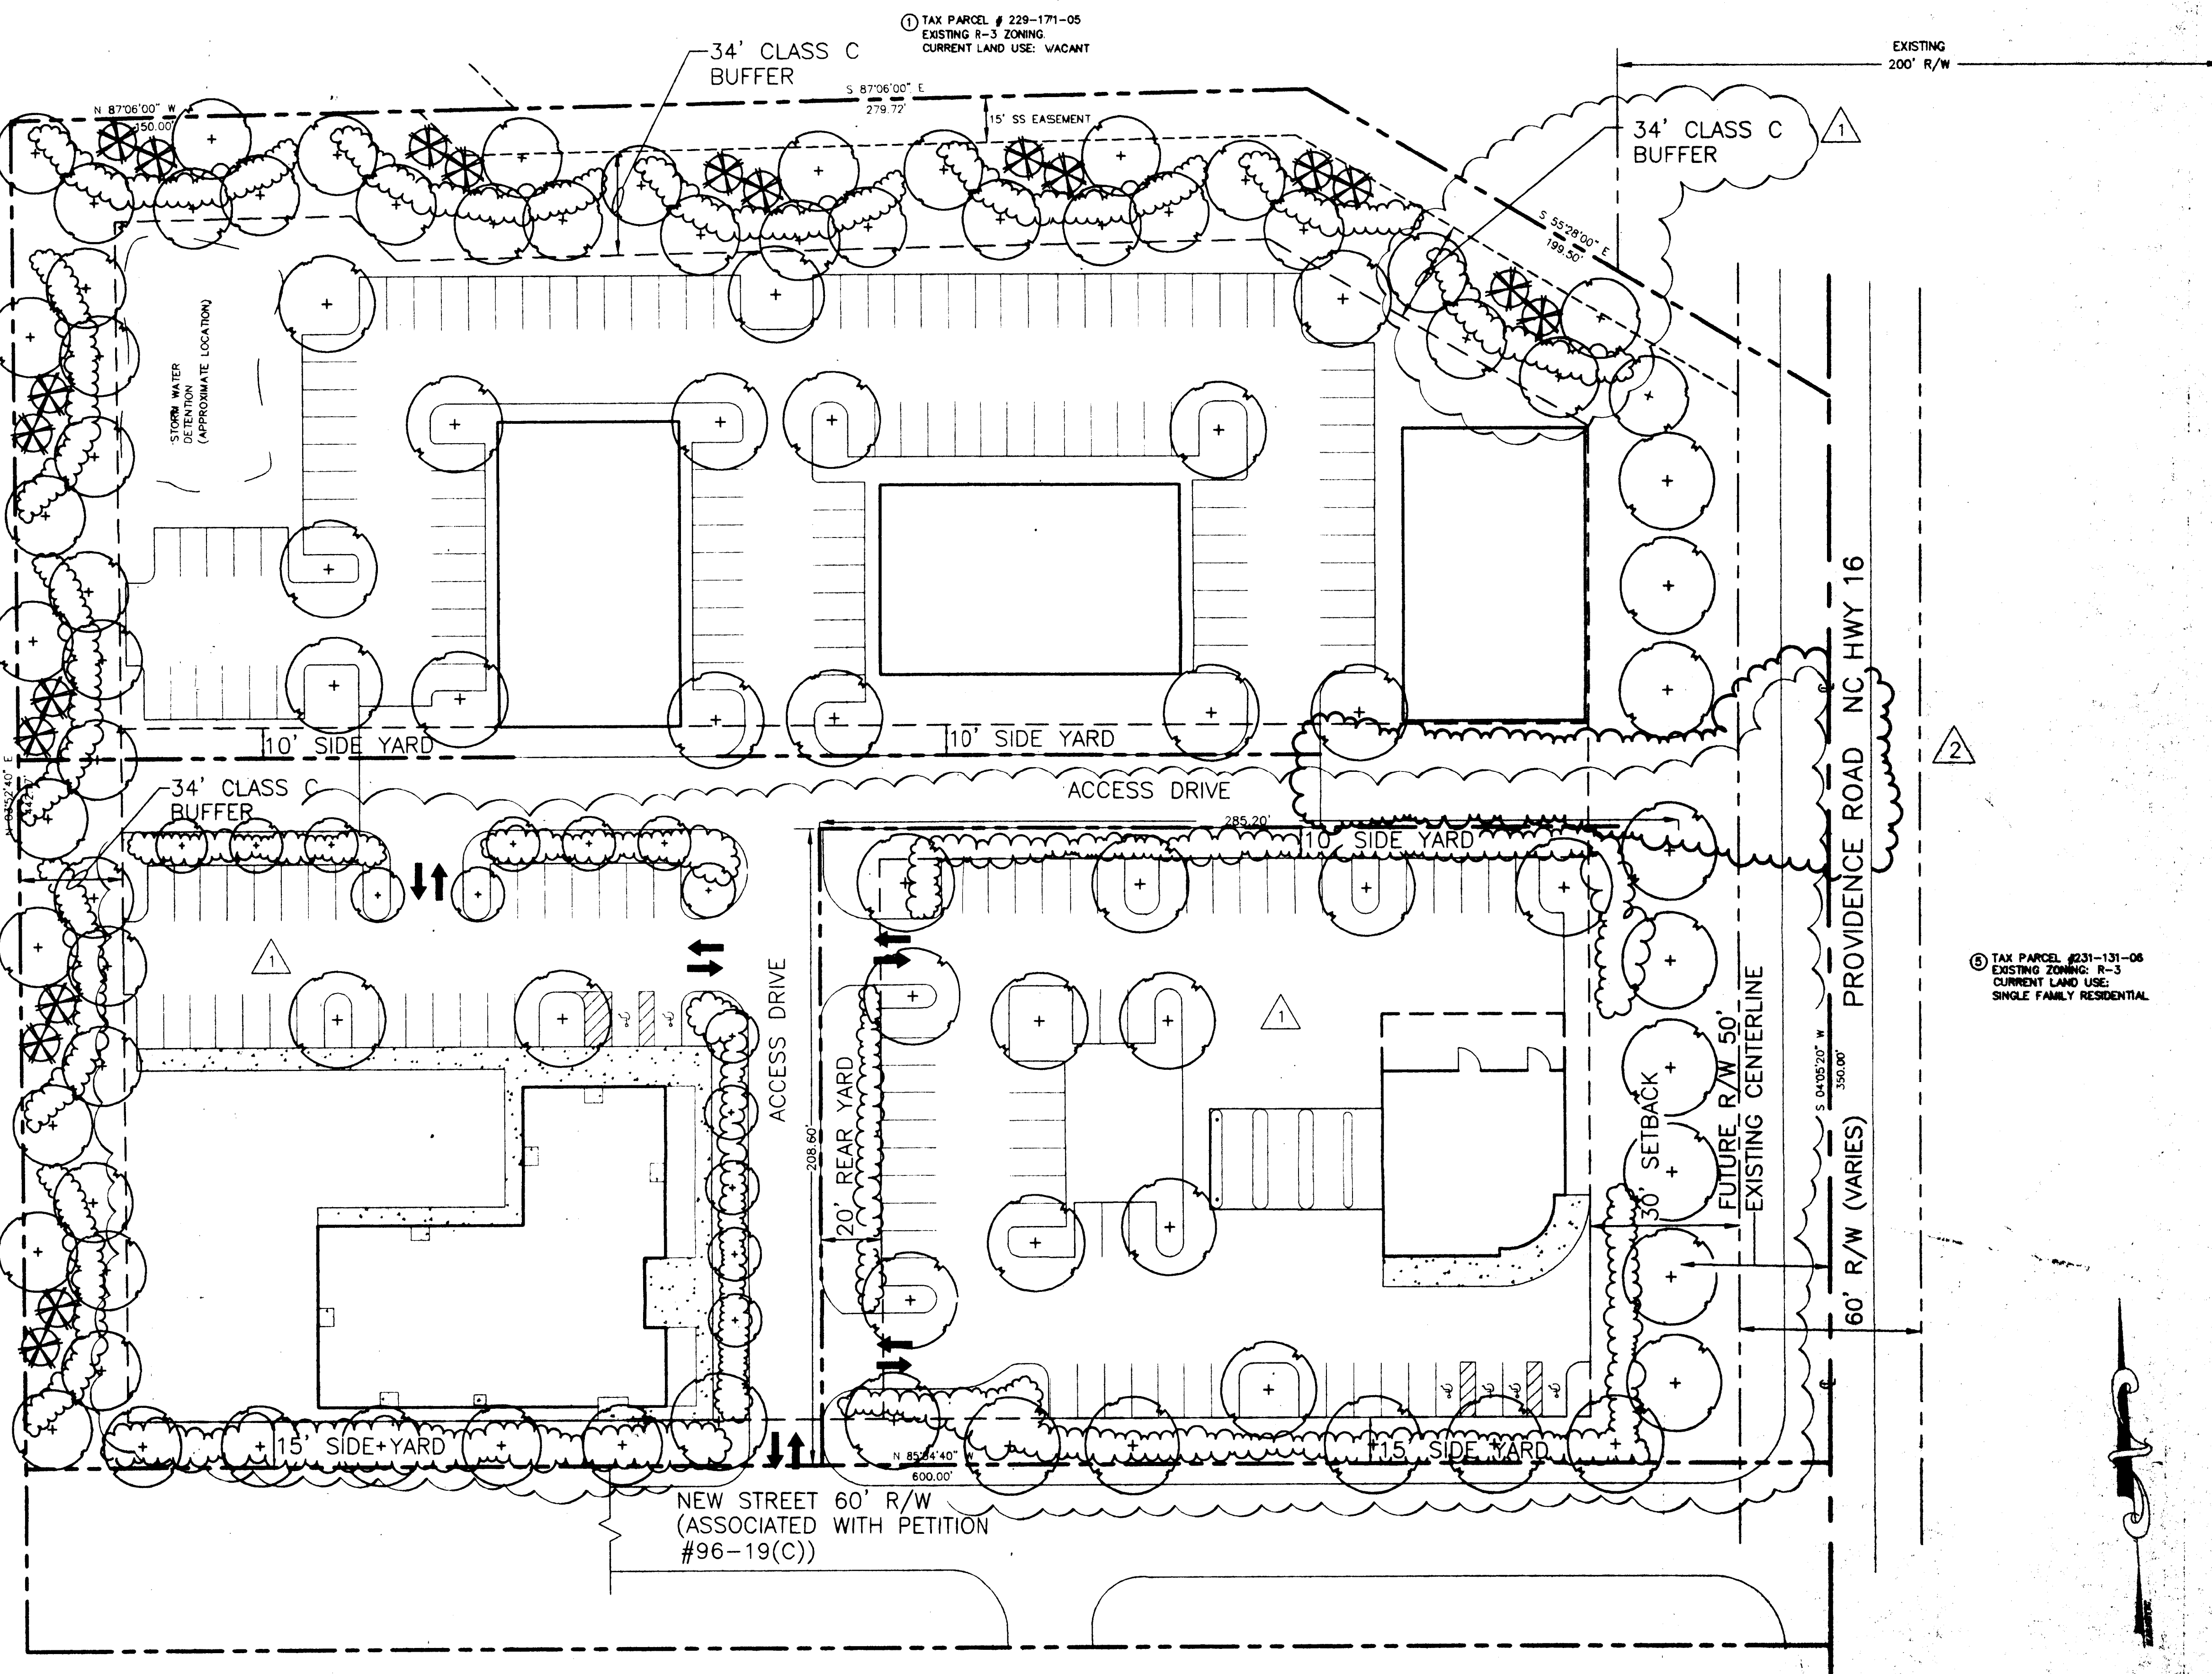 ① TAX PARCEL # 229-171-05
EXISTING R-3 ZONING.
CURRENT LAND USE: WACANT
34' CLASS C
BUFFER
EXISTING
200' R/W
N 87°06'00" W
150.00'
S 87°06'00" E
279.72'
15' SS EASEMENT
34' CLASS C
BUFFER
1
S 55°28'00" E
199.50'
STORM WATER
DETENTION
(APPROXIMATE LOCATION)
10' SIDE YARD
10' SIDE YARD
2
PROVIDENCE ROAD NC HWY 16
34' CLASS C
BUFFER
ACCESS DRIVE
285.20'
10' SIDE YARD
1
ACCESS DRIVE
1
⑤ TAX PARCEL #231-131-06
EXISTING ZONING: R-3
CURRENT LAND USE:
SINGLE FAMILY RESIDENTIAL
208.60'
20' REAR YARD
30' SETBACK
FUTURE R/W 50'
EXISTING CENTERLINE
S 04°05'20" W
350.00'
60' R/W (VARIES)
15' SIDE YARD
15' SIDE YARD
600.00'
NEW STREET 60' R/W
(ASSOCIATED WITH PETITION
#96-19(C))